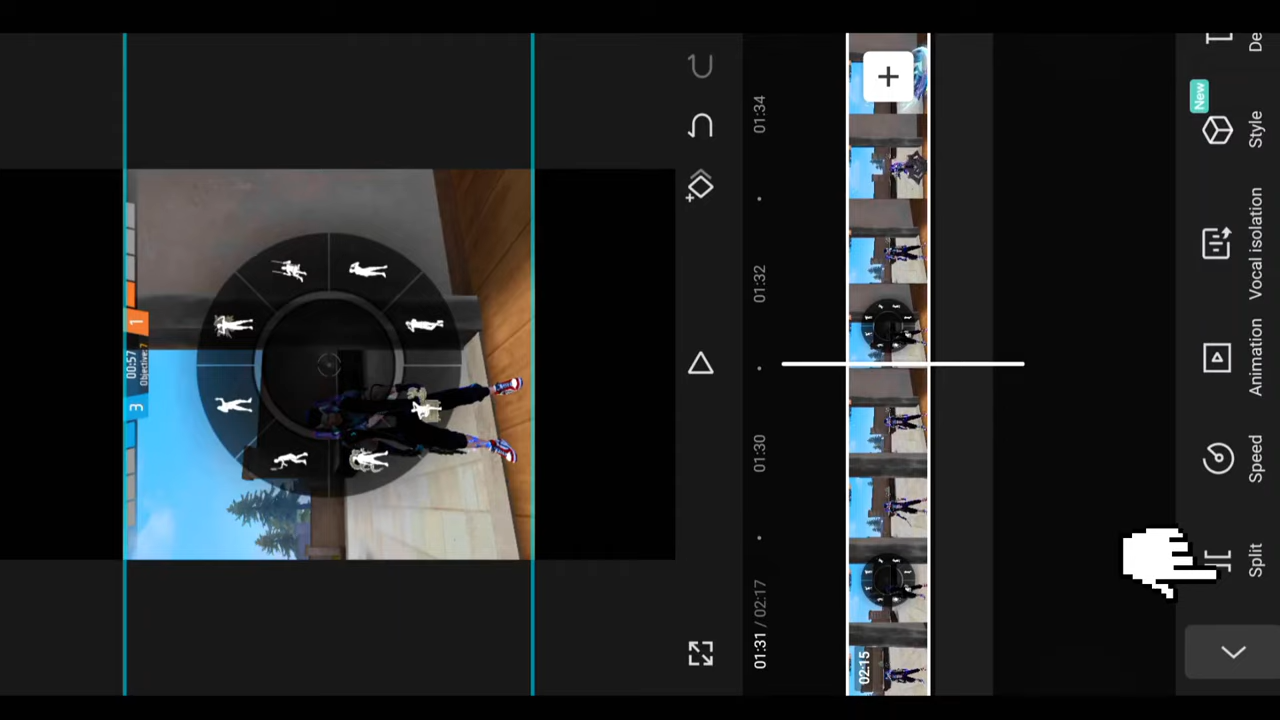 3
00:57
Objective: 7
1
01:31 / 02:17
01:30
01:32
01:34
02:15
Split
Speed
Animation
Vocal isolation
Style
New
De